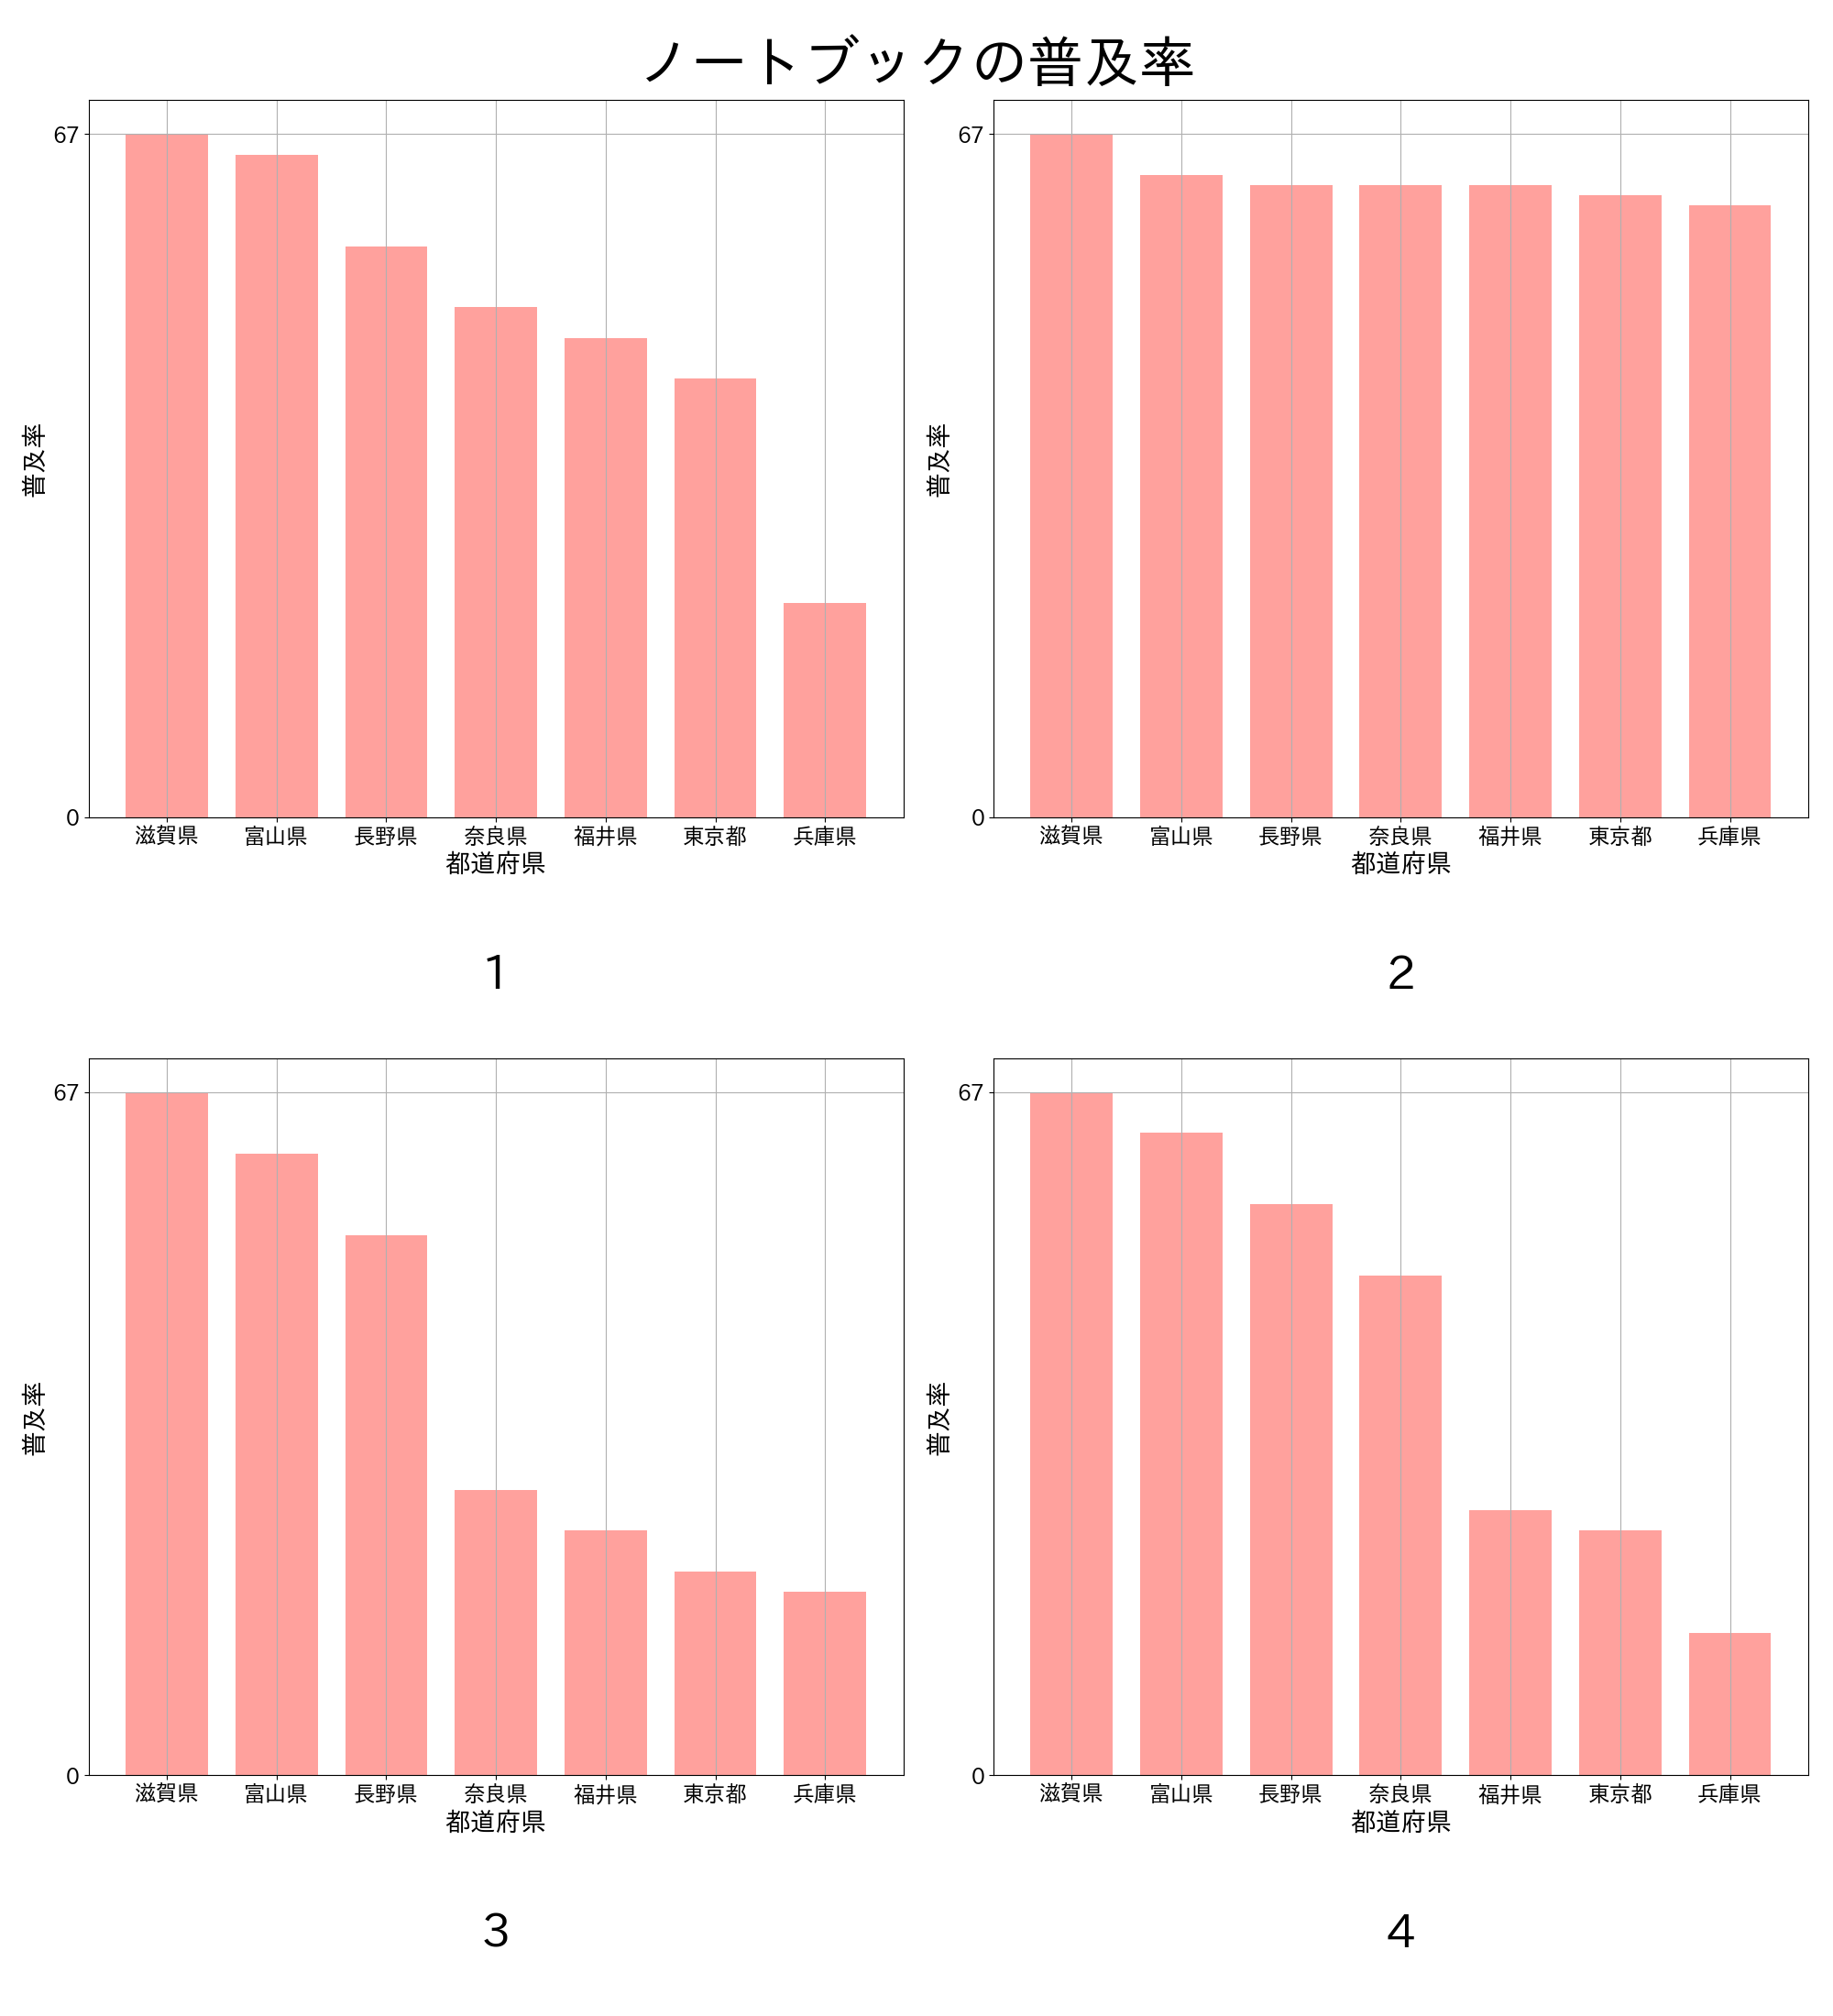 ノートブックの普及率
67
普及率
0
滋賀県 富山県 長野県 奈良県 福井県 東京都 兵庫県
都道府県
1
67
普及率
0
滋賀県 富山県 長野県 奈良県 福井県 東京都 兵庫県
都道府県
2
67
普及率
0
滋賀県 富山県 長野県 奈良県 福井県 東京都 兵庫県
都道府県
3
67
普及率
0
滋賀県 富山県 長野県 奈良県 福井県 東京都 兵庫県
都道府県
4